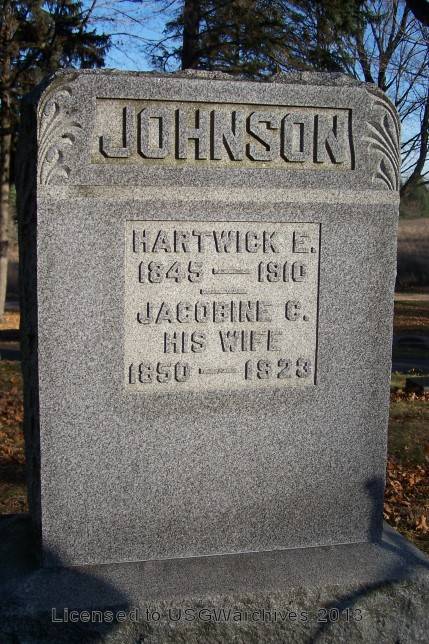 JOHNSON
HARTWICK E.
1845 — 1910
JACOBINE C.
HIS WIFE
1850 — 1923
Licensed to USGWarchives 2013